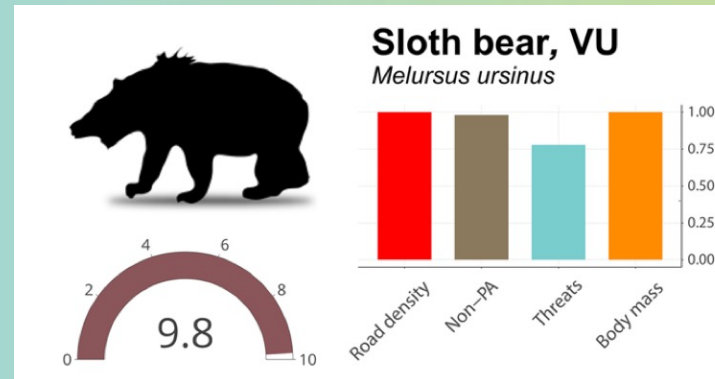 Sloth bear, VU
Melursus ursinus
1.00
0.75
0.50
0.25
0.00
Road density
Non–PA
Threats
Body mass
4 6
2 8
9.8
0 10